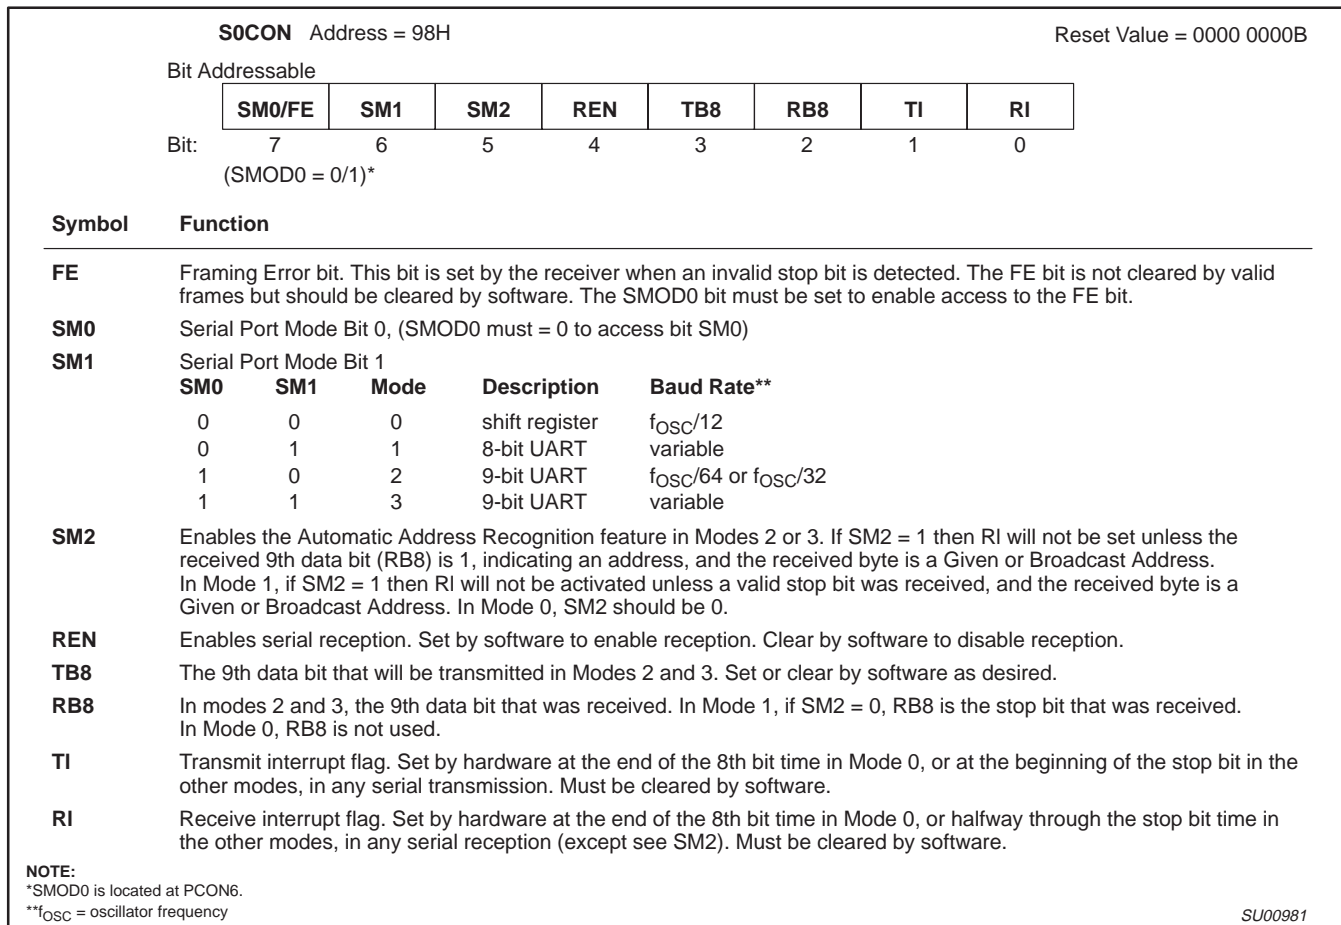 S0CON Address = 98H Reset Value = 0000 0000B
Bit Addressable
SM0/FE SM1 SM2 REN TB8 RB8 TI RI
Bit: 7 6 5 4 3 2 1 0
(SMOD0 = 0/1)*
Symbol Function
FE Framing Error bit. This bit is set by the receiver when an invalid stop bit is detected. The FE bit is not cleared by valid
frames but should be cleared by software. The SMOD0 bit must be set to enable access to the FE bit.
SM0 Serial Port Mode Bit 0, (SMOD0 must = 0 to access bit SM0)
SM1 Serial Port Mode Bit 1
SM0 SM1 Mode Description Baud Rate**
0 0 0 shift register fOSC/12
0 1 1 8-bit UART variable
1 0 2 9-bit UART fOSC/64 or fOSC/32
1 1 3 9-bit UART variable
SM2 Enables the Automatic Address Recognition feature in Modes 2 or 3. If SM2 = 1 then RI will not be set unless the
received 9th data bit (RB8) is 1, indicating an address, and the received byte is a Given or Broadcast Address.
In Mode 1, if SM2 = 1 then RI will not be activated unless a valid stop bit was received, and the received byte is a
Given or Broadcast Address. In Mode 0, SM2 should be 0.
REN Enables serial reception. Set by software to enable reception. Clear by software to disable reception.
TB8 The 9th data bit that will be transmitted in Modes 2 and 3. Set or clear by software as desired.
RB8 In modes 2 and 3, the 9th data bit that was received. In Mode 1, if SM2 = 0, RB8 is the stop bit that was received.
In Mode 0, RB8 is not used.
TI Transmit interrupt flag. Set by hardware at the end of the 8th bit time in Mode 0, or at the beginning of the stop bit in the
other modes, in any serial transmission. Must be cleared by software.
RI Receive interrupt flag. Set by hardware at the end of the 8th bit time in Mode 0, or halfway through the stop bit time in
the other modes, in any serial reception (except see SM2). Must be cleared by software.
NOTE:
*SMOD0 is located at PCON6.
**fOSC = oscillator frequency
SU00981